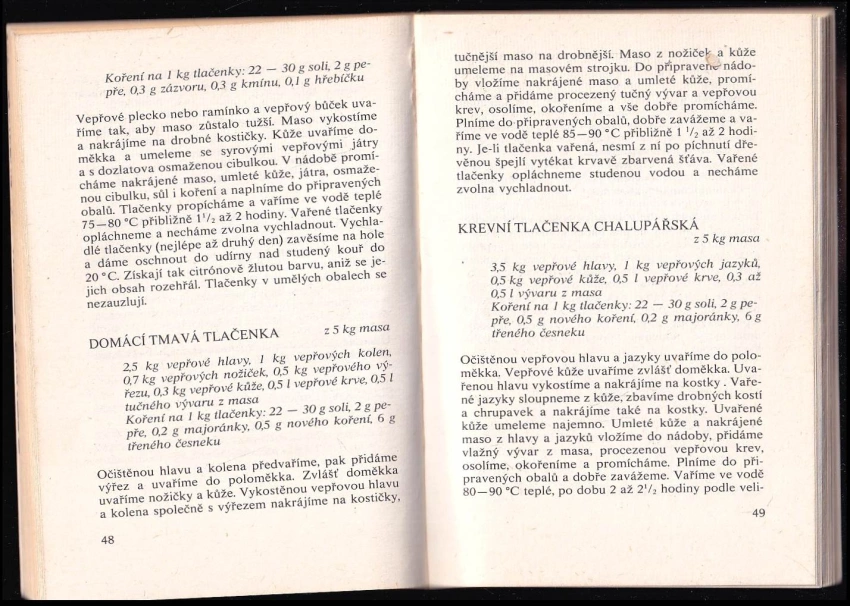 Koření na 1 kg tlačenky: 22 — 30 g soli, 2 g pe-
pře, 0,3 g zázvoru, 0,3 g kmínu, 0,1 g hřebíčku
Vepřové plecko nebo ramínko a vepřový bůček uva-
říme tak, aby maso zůstalo tužší. Maso vykostíme
a nakrájíme na drobné kostičky. Kůže uvaříme do-
měkka a umeleme se syrovými vepřovými játry
a s dozlatova osmaženou cibulkou. V nádobě promí-
cháme nakrájené maso, umleté kůže, játra, osmaže-
nou cibulku, sůl i koření a naplníme do připravených
obalů. Tlačenky propícháme a vaříme ve vodě teplé
75—80 °C přibližně 1 1/2 až 2 hodiny. Vařené tlačenky
opláchneme a necháme zvolna vychladnout. Vychla-
dlé tlačenky (nejlépe až druhý den) zavěsíme na hole
a dáme oschnout do udírny nad studený kouř do
20 °C. Získají tak citrónově žlutou barvu, aniž se je-
jich obsah rozehřál. Tlačenky v umělých obalech se
nezauzlují.
DOMÁCÍ TMAVÁ TLAČENKA z 5 kg masa
2,5 kg vepřové hlavy, 1 kg vepřových kolen,
0,7 kg vepřových nožiček, 0,5 kg vepřového vý-
řezu, 0,3 kg vepřové kůže, 0,5 l vepřové krve, 0,5 l
tučného vývaru z masa
Koření na 1 kg tlačenky: 22 — 30 g soli, 2 g pe-
pře, 0,2 g majoránky, 0,5 g nového koření, 6 g
třeného česneku
Očištěnou hlavu a kolena předvaříme, pak přidáme
výřez a uvaříme do poloměkka. Zvlášť doměkka
uvaříme nožičky a kůže. Vykostěnou vepřovou hlavu
a kolena společně s výřezem nakrájíme na kostičky,
48
tučnější maso na drobnější. Maso z nožiček a kůže
umeleme na masovém strojku. Do připravené nádo-
by vložíme nakrájené maso a umleté kůže, promí-
cháme a přidáme procezený tučný vývar a vepřovou
krev, osolíme, okořeníme a vše dobře promícháme.
Plníme do připravených obalů, dobře zavážeme a va-
říme ve vodě teplé 85—90 °C přibližně 1 1/2 až 2 hodi-
ny. Je-li tlačenka vařená, nesmí z ní po píchnutí dře-
věnou špejlí vytékat krvavě zbarvená šťáva. Vařené
tlačenky opláchneme studenou vodou a necháme
zvolna vychladnout.
KREVNÍ TLAČENKA CHALUPÁŘSKÁ
z 5 kg masa
3,5 kg vepřové hlavy, 1 kg vepřových jazyků,
0,5 kg vepřové kůže, 0,5 l vepřové krve, 0,3 až
0,5 l vývaru z masa
Koření na 1 kg tlačenky: 22 — 30 g soli, 2 g pe-
pře, 0,5 g nového koření, 0,2 g majoránky, 6 g
třeného česneku
Očištěnou vepřovou hlavu a jazyky uvaříme do polo-
měkka. Vepřové kůže uvaříme zvlášť doměkka. Uva-
řenou hlavu vykostíme a nakrájíme na kostky. Vaře-
né jazyky sloupneme z kůže, zbavíme drobných kostí
a chrupavek a nakrájíme také na kostky. Uvařené
kůže umeleme najemno. Umleté kůže a nakrájené
maso z hlavy a jazyků vložíme do nádoby, přidáme
vlažný vývar z masa, procezenou vepřovou krev,
osolíme, okořeníme a promícháme. Plníme do při-
pravených obalů a dobře zavážeme. Vaříme ve vodě
80—90 °C teplé, po dobu 2 až 2 1/2 hodiny podle veli-
49